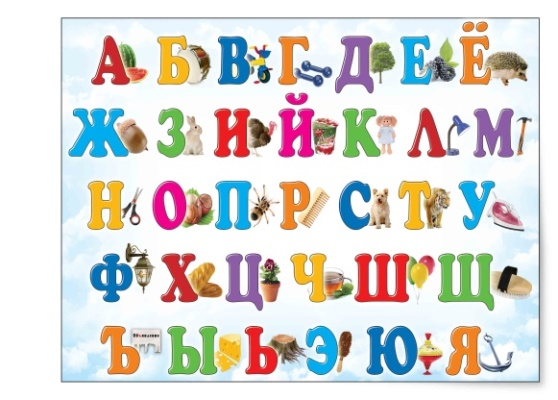 А Б В Г Д Е Ё
Ж З И Й К Л М
Н О П Р С Т У
Ф Х Ц Ч Ш Щ
Ъ Ы Ь Э Ю Я